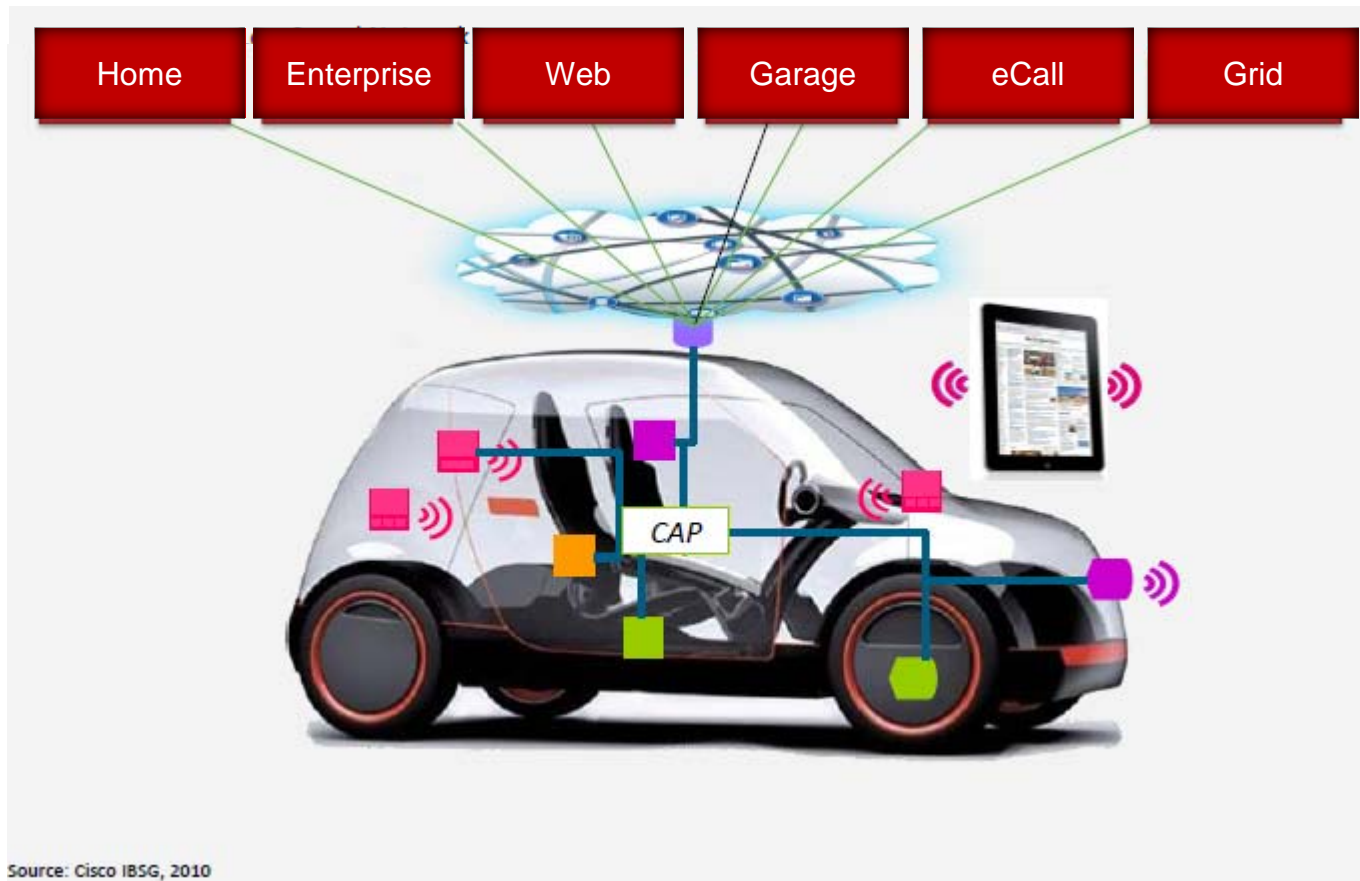 Home
Enterprise
Web
Garage
eCall
Grid
CAP
Source: Cisco IBSG, 2010